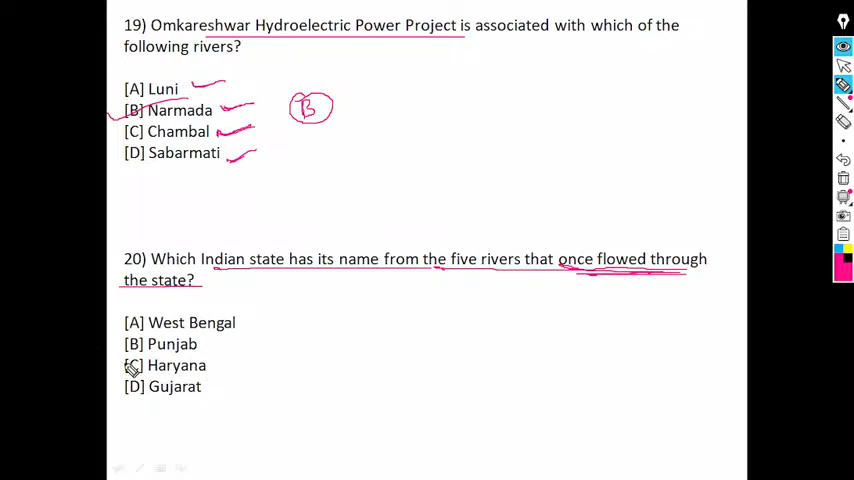 19) Omkareshwar Hydroelectric Power Project is associated with which of the
following rivers?
[A] Luni
[B] Narmada
B
[C] Chambal
[D] Sabarmati
20) Which Indian state has its name from the five rivers that once flowed through
the state?
[A] West Bengal
[B] Punjab
[C] Haryana
[D] Gujarat